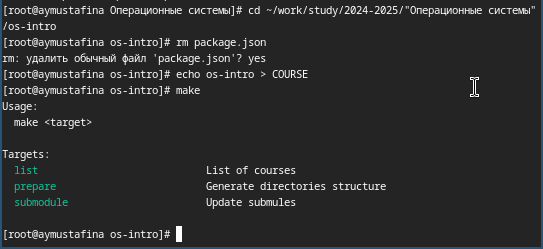 [root@aymustafina Операционные системы]# cd ~/work/study/2024-2025/"Операционные системы"
/os-intro
[root@aymustafina os-intro]# rm package.json
rm: удалить обычный файл 'package.json'? yes
[root@aymustafina os-intro]# echo os-intro > COURSE
[root@aymustafina os-intro]# make
Usage:
  make <target>

Targets:
  list                          List of courses
  prepare                       Generate directories structure
  submodule                     Update submules

[root@aymustafina os-intro]#